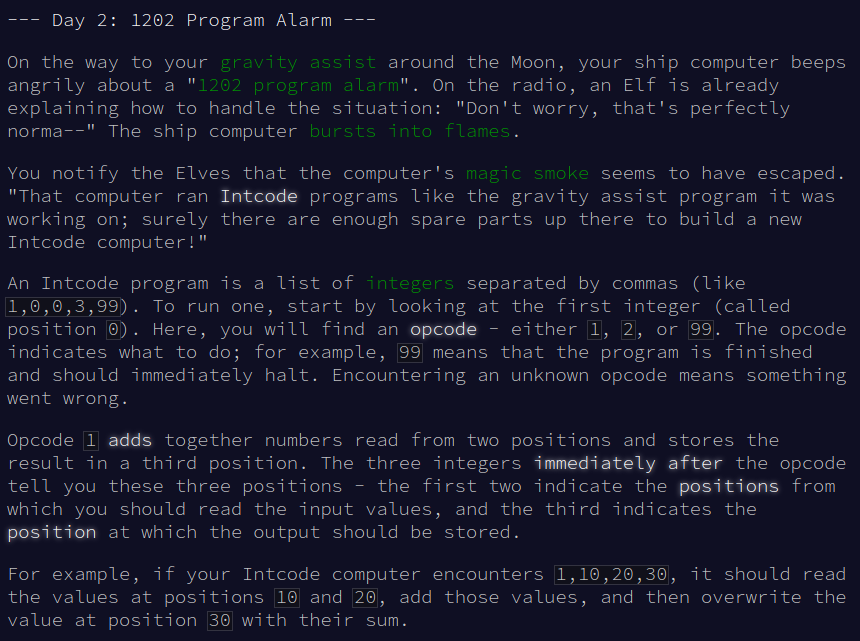 --- Day 2: 1202 Program Alarm ---
On the way to your gravity assist around the Moon, your ship computer beeps
angrily about a "1202 program alarm". On the radio, an Elf is already
explaining how to handle the situation: "Don't worry, that's perfectly
norma--" The ship computer bursts into flames.
You notify the Elves that the computer's magic smoke seems to have escaped.
"That computer ran Intcode programs like the gravity assist program it was
working on; surely there are enough spare parts up there to build a new
Intcode computer!"
An Intcode program is a list of integers separated by commas (like
1,0,0,3,99). To run one, start by looking at the first integer (called
position 0). Here, you will find an opcode - either 1, 2, or 99. The opcode
indicates what to do; for example, 99 means that the program is finished
and should immediately halt. Encountering an unknown opcode means something
went wrong.
Opcode 1 adds together numbers read from two positions and stores the
result in a third position. The three integers immediately after the opcode
tell you these three positions - the first two indicate the positions from
which you should read the input values, and the third indicates the
position at which the output should be stored.
For example, if your Intcode computer encounters 1,10,20,30, it should read
the values at positions 10 and 20, add those values, and then overwrite the
value at position 30 with their sum.